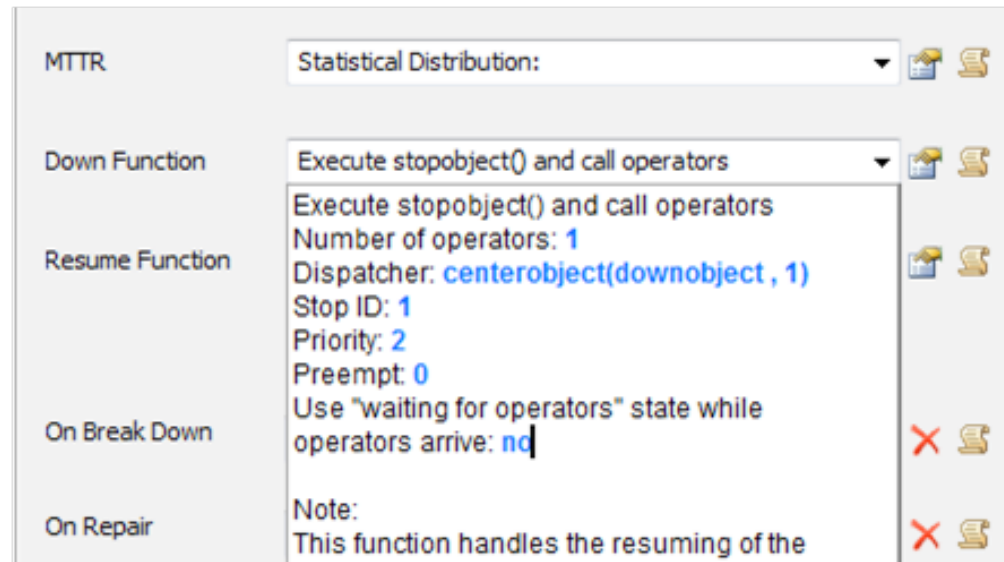 MTTR
Statistical Distribution:
Down Function
Execute stopobject() and call operators
Execute stopobject() and call operators
Number of operators: 1
Resume Function
Dispatcher: centerobject(downobject , 1)
Stop ID: 1
Priority: 2
Preempt: 0
Use "waiting for operators" state while
On Break Down
operators arrive: no
Note:
On Repair
This function handles the resuming of the